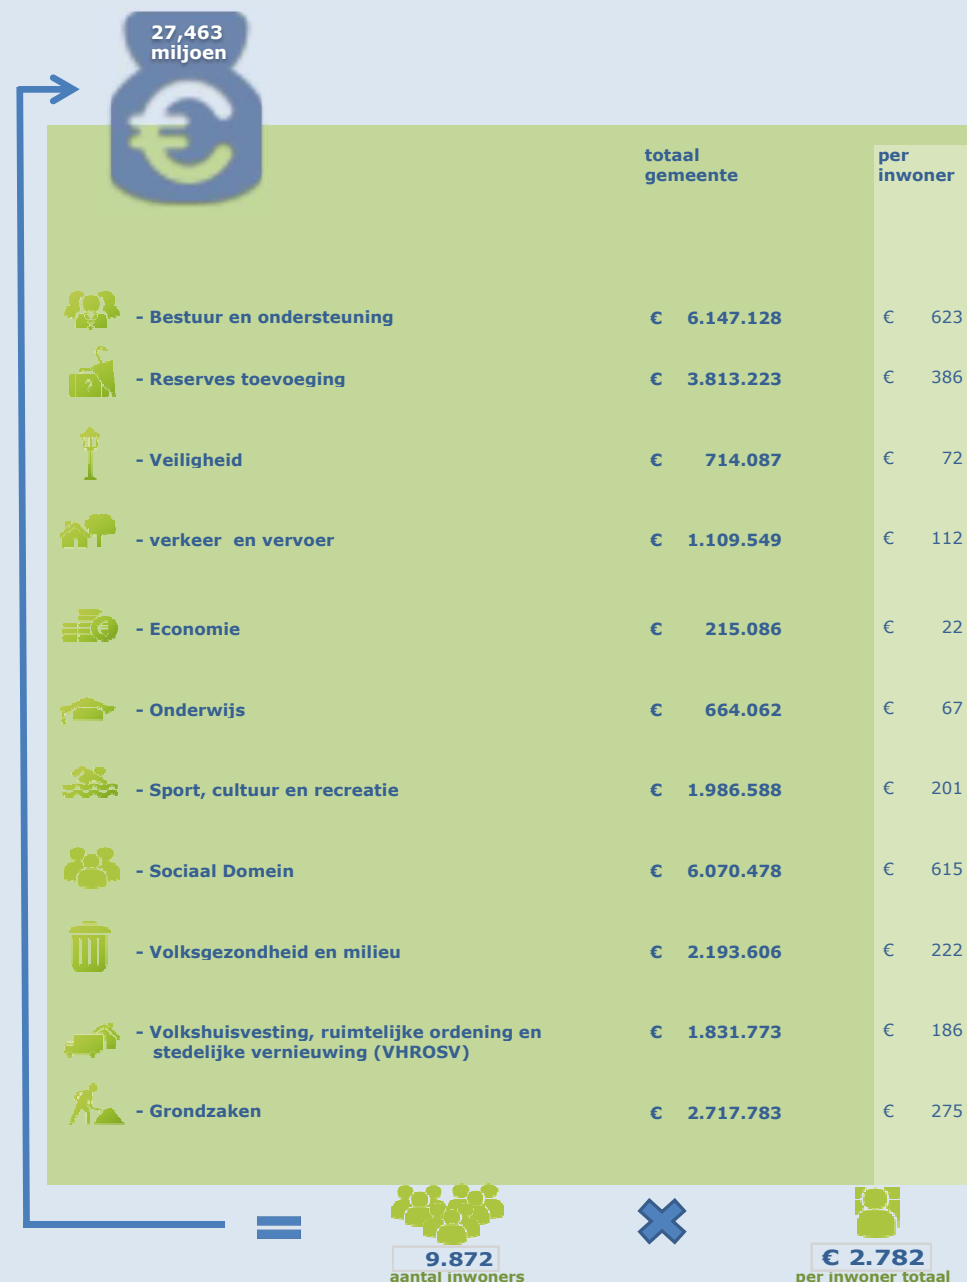 27,463
miljoen
totaal per
gemeente inwoner
- Bestuur en ondersteuning € 6.147.128 € 623
- Reserves toevoeging € 3.813.223 € 386
- Veiligheid € 714.087 € 72
- verkeer en vervoer € 1.109.549 € 112
- Economie € 215.086 € 22
- Onderwijs € 664.062 € 67
- Sport, cultuur en recreatie € 1.986.588 € 201
- Sociaal Domein € 6.070.478 € 615
- Volksgezondheid en milieu € 2.193.606 € 222
- Volkshuisvesting, ruimtelijke ordening en € 1.831.773 € 186
stedelijke vernieuwing (VHROSV)
- Grondzaken € 2.717.783 € 275
9.872 € 2.782
aantal inwoners per inwoner totaal